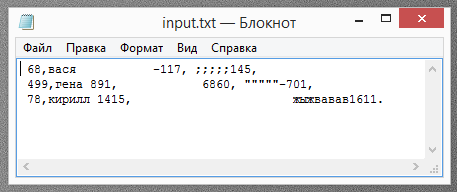 input.txt — Блокнот
Файл Правка Формат Вид Справка
68,вася           -117, ;;;;;145,
499,гена 891,            6860, """""-701,
78,кирилл 1415,                       жыжвавав1611.